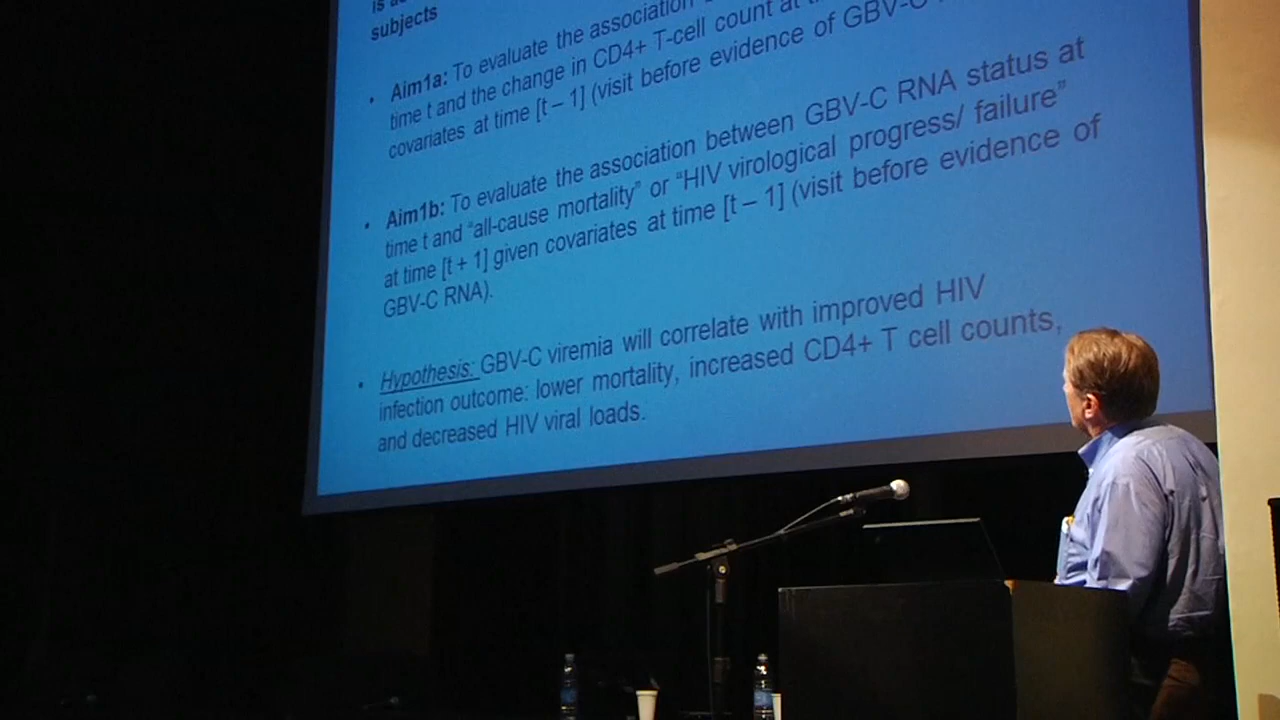 is
subjects
• Aim1a: To evaluate the association
time t and the change in CD4+ T-cell count at
covariates at time [t – 1] (visit before evidence of GBV-C
• Aim1b: To evaluate the association between GBV-C RNA status at
time t and “all-cause mortality” or “HIV virological progress/ failure”
at time [t + 1] given covariates at time [t – 1] (visit before evidence of
GBV-C RNA).
• Hypothesis: GBV-C viremia will correlate with improved HIV
infection outcome: lower mortality, increased CD4+ T cell counts,
and decreased HIV viral loads.